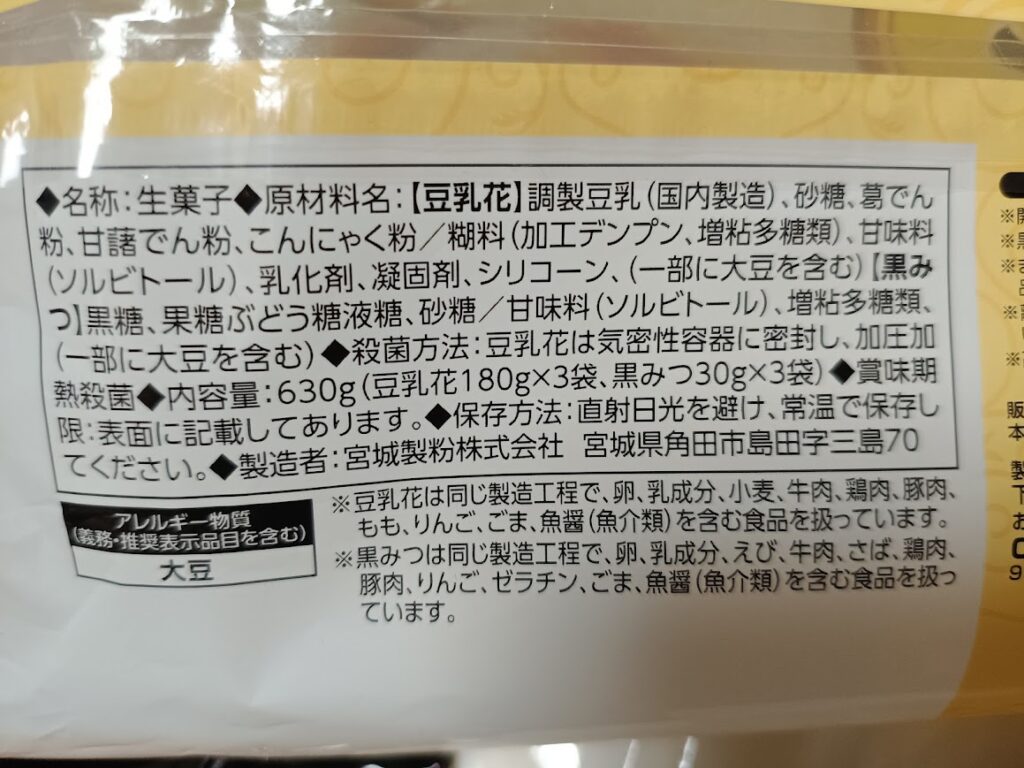 ◆名称：生菓子◆原材料名：【豆乳花】調製豆乳（国内製造）、砂糖、葛でん
粉、甘藷でん粉、こんにゃく粉／糊料（加工デンプン、増粘多糖類）、甘味料
（ソルビトール）、乳化剤、凝固剤、シリコーン、（一部に大豆を含む）【黒み
つ】黒糖、果糖ぶどう糖液糖、砂糖／甘味料（ソルビトール）、増粘多糖類、
（一部に大豆を含む）◆殺菌方法：豆乳花は気密性容器に密封し、加圧加
熱殺菌◆内容量：630g（豆乳花180g×3袋、黒みつ30g×3袋）◆賞味期
限：表面に記載してあります。◆保存方法：直射日光を避け、常温で保存し
てください。◆製造者：宮城製粉株式会社 宮城県角田市島田字三島70
アレルギー物質
（義務・推奨表示品目を含む）
大豆
※豆乳花は同じ製造工程で、卵、乳成分、小麦、牛肉、鶏肉、豚肉、
もも、りんご、ごま、魚醤（魚介類）を含む食品を扱っています。
※黒みつは同じ製造工程で、卵、乳成分、えび、牛肉、さば、鶏肉、
豚肉、りんご、ゼラチン、ごま、魚醤（魚介類）を含む食品を扱っ
ています。
※開
※黒
販
本
製
下
お
9